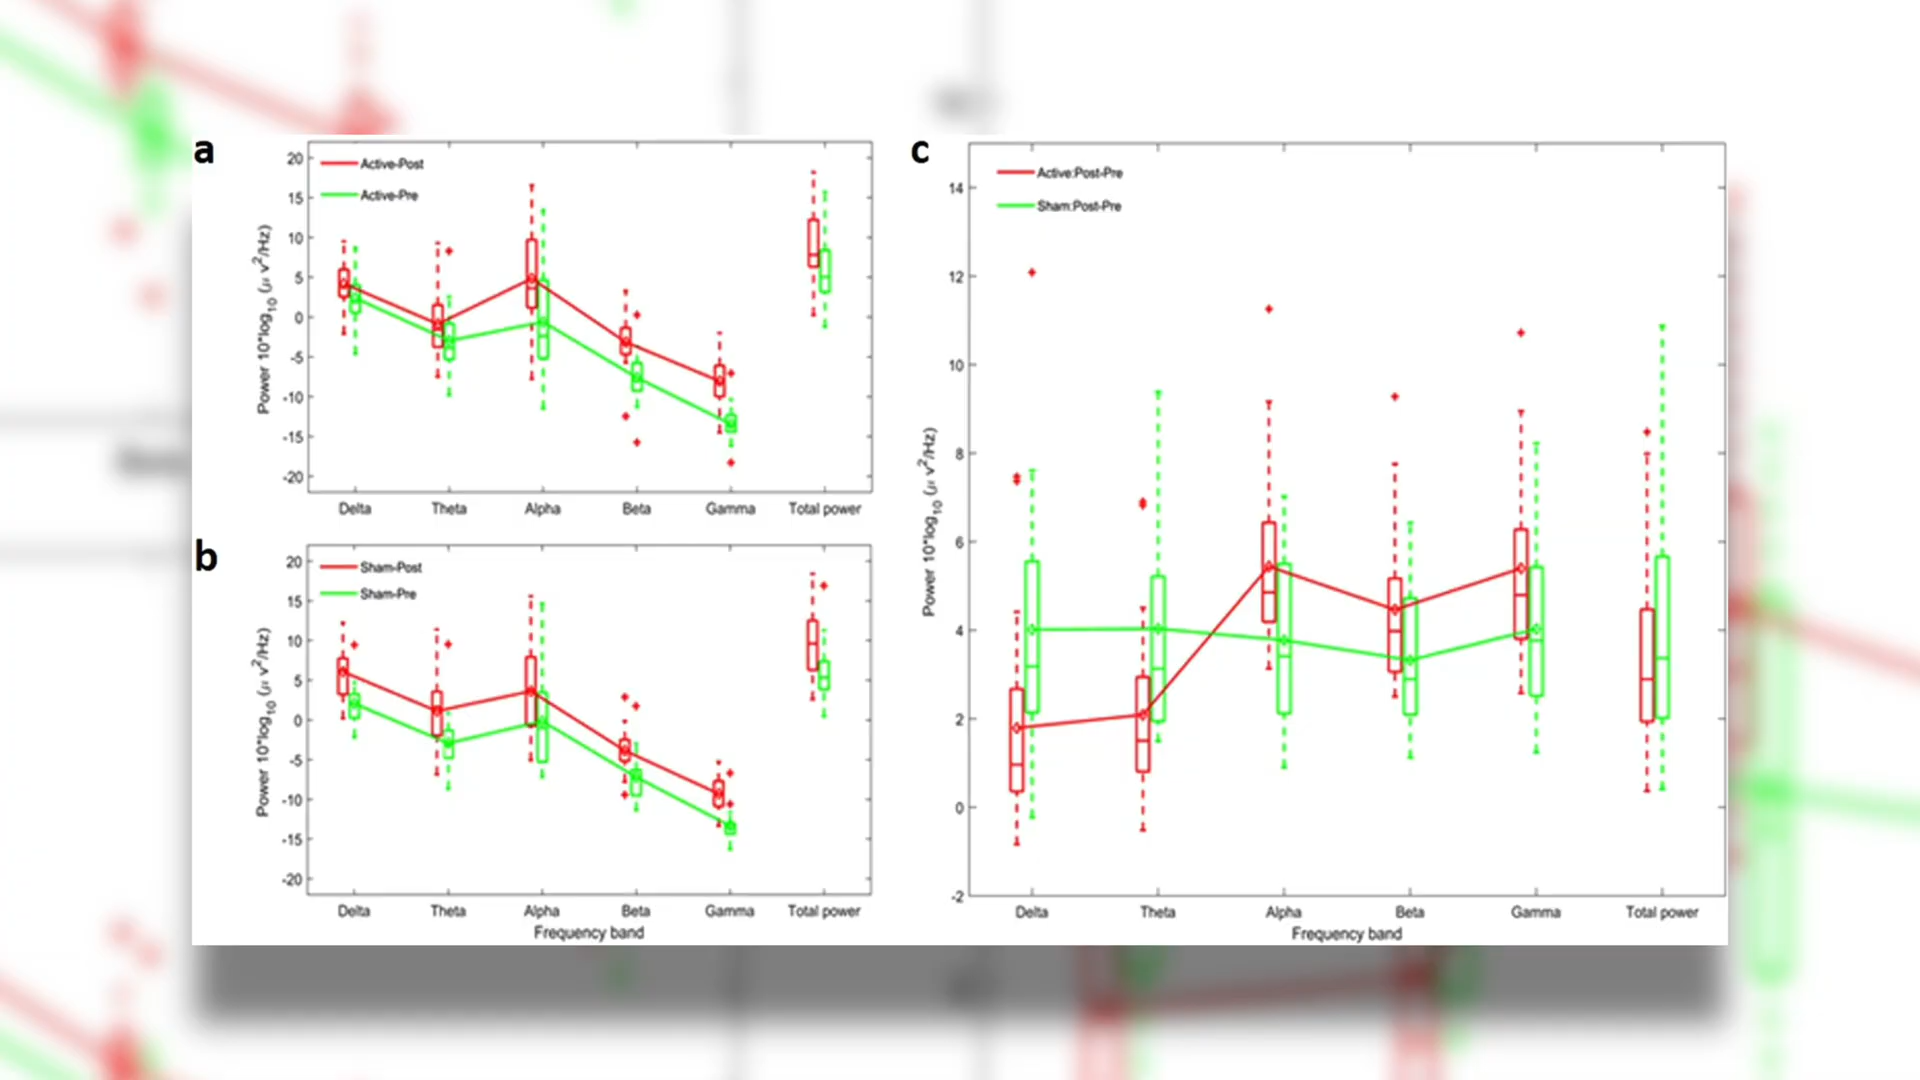 a
Active-Post
Active-Pre
20
15
10
5
0
-5
-10
-15
-20
Power 10*log10 (μ v²/Hz)
Delta Theta Alpha Beta Gamma Total power
b
Sham-Post
Sham-Pre
20
15
10
5
0
-5
-10
-15
-20
Power 10*log10 (μ v²/Hz)
Delta Theta Alpha Beta Gamma Total power
Frequency band
c
Active:Post-Pre
Sham:Post-Pre
14
12
10
8
6
4
2
0
-2
Power 10*log10 (μ v²/Hz)
Delta Theta Alpha Beta Gamma Total power
Frequency band